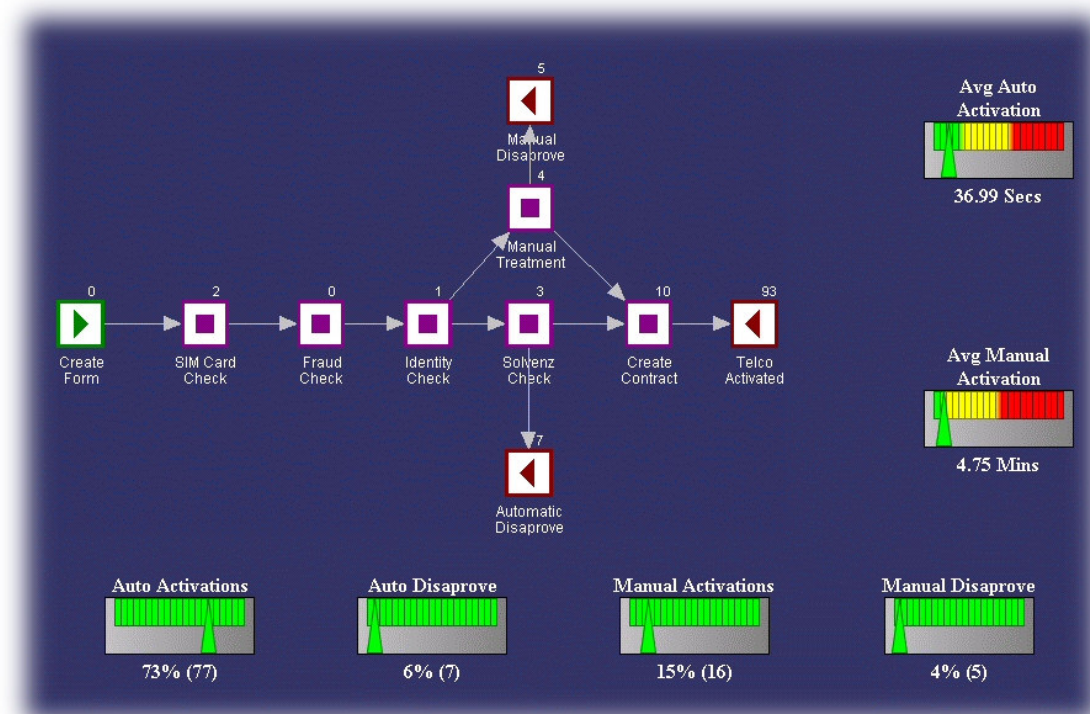 5
Manual
Disaprove
Avg Auto
Activation
36.99 Secs
4
Manual
Treatment
0
Create
Form
2
SIM Card
Check
0
Fraud
Check
1
Identity
Check
3
Solvenz
Check
10
Create
Contract
93
Telco
Activated
Avg Manual
Activation
4.75 Mins
7
Automatic
Disaprove
Auto Activations
73% (77)
Auto Disaprove
6% (7)
Manual Activations
15% (16)
Manual Disaprove
4% (5)